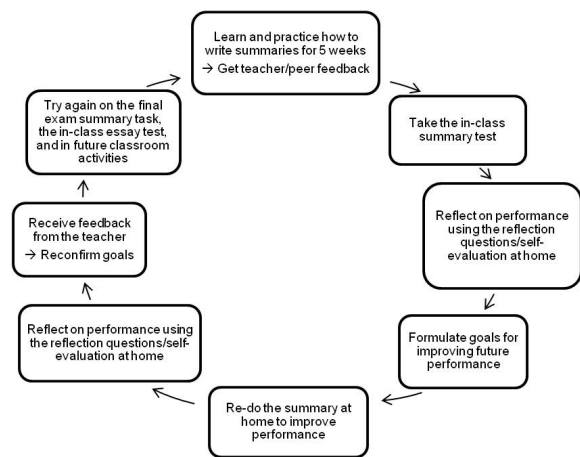 Learn and practice how to
write summaries for 5 weeks
→ Get teacher/peer feedback
Take the in-class
summary test
Reflect on performance
using the reflection
questions/self-
evaluation at home
Formulate goals for
improving future
performance
Re-do the summary at
home to improve
performance
Reflect on performance using
the reflection questions/self-
evaluation at home
Receive feedback
from the teacher
→ Reconfirm goals
Try again on the final
exam summary task,
the in-class essay test,
and in future classroom
activities